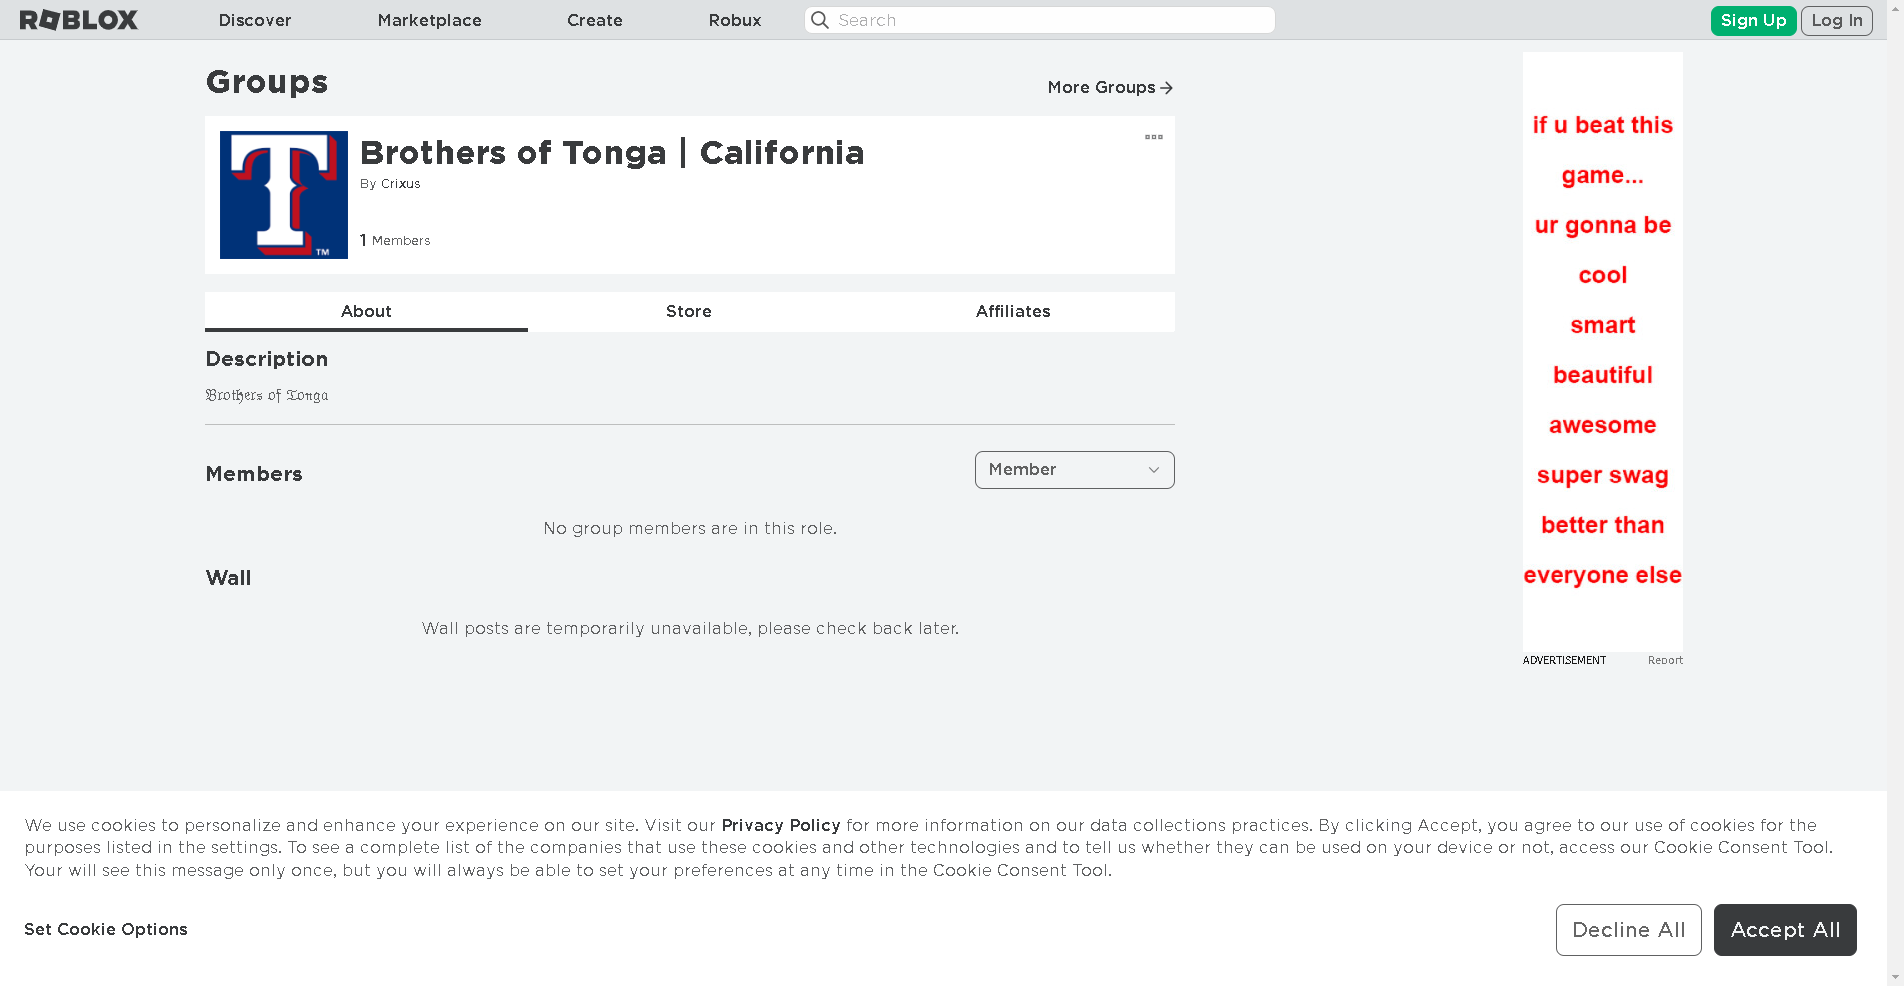 ROBLOX
Discover
Marketplace
Create
Robux
Search
Sign Up
Log In
Groups
More Groups
T
TM
Brothers of Tonga | California
By Crixus
1 Members
About
Store
Affiliates
Description
𝔅𝔯𝔬𝔱𝔥𝔢𝔯𝔰 𝔬𝔣 𝔗𝔬𝔫𝔤𝔞
Members
Member
No group members are in this role.
Wall
Wall posts are temporarily unavailable, please check back later.
if u beat this
game...
ur gonna be
cool
smart
beautiful
awesome
super swag
better than
everyone else
ADVERTISEMENT
Report
We use cookies to personalize and enhance your experience on our site. Visit our Privacy Policy for more information on our data collections practices. By clicking Accept, you agree to our use of cookies for the
purposes listed in the settings. To see a complete list of the companies that use these cookies and other technologies and to tell us whether they can be used on your device or not, access our Cookie Consent Tool.
Your will see this message only once, but you will always be able to set your preferences at any time in the Cookie Consent Tool.
Set Cookie Options
Decline All
Accept All